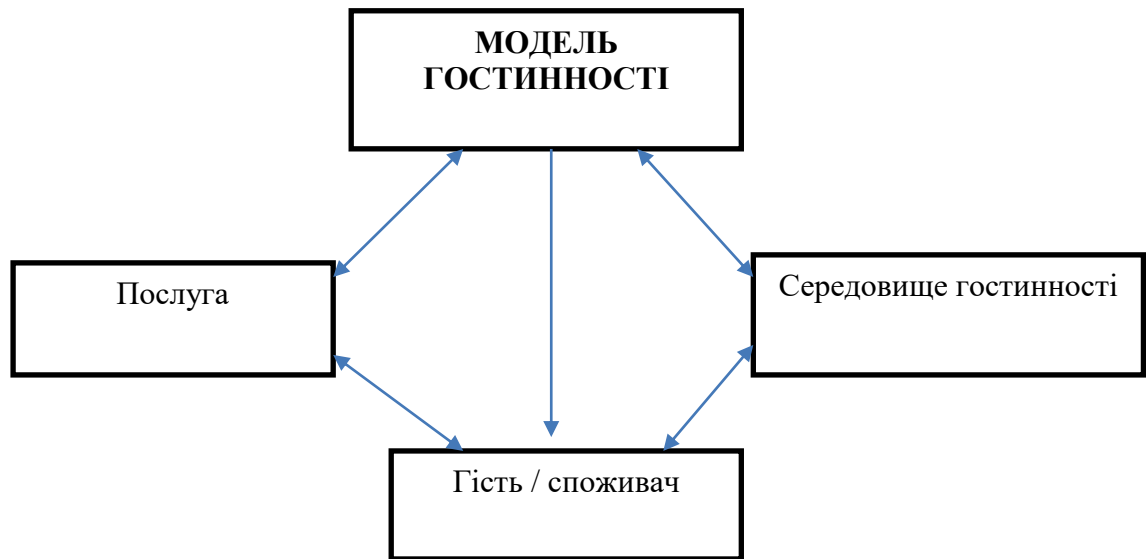 МОДЕЛЬ
ГОСТИННОСТІ
Послуга
Середовище гостинності
Гість / споживач